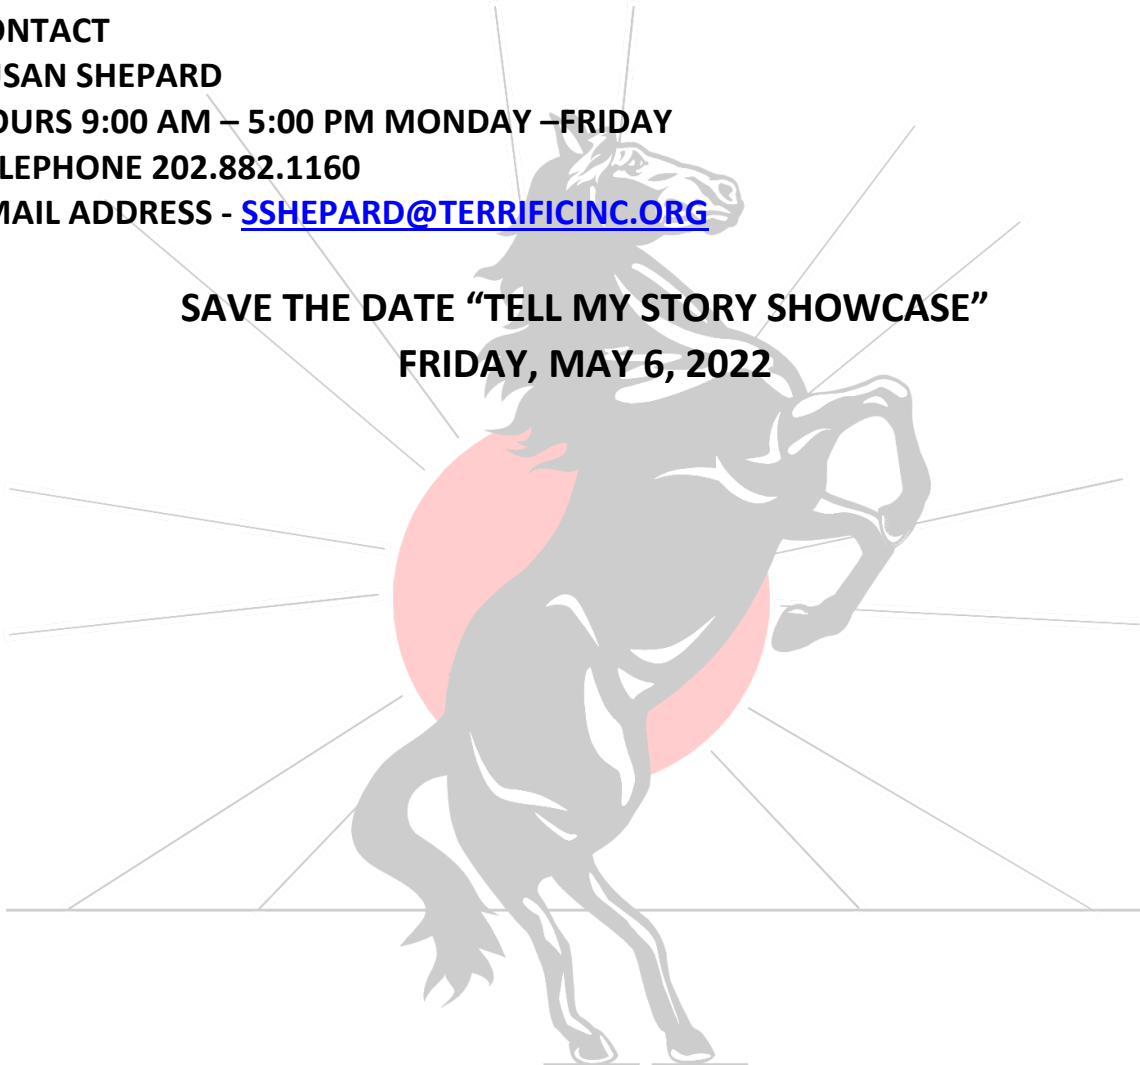 ONTACT
USAN SHEPARD
OURS 9:00 AM – 5:00 PM MONDAY –FRIDAY
LEPHONE 202.882.1160
MAIL ADDRESS - SSHEPARD@TERRIFICINC.ORG
SAVE THE DATE “TELL MY STORY SHOWCASE”
FRIDAY, MAY 6, 2022